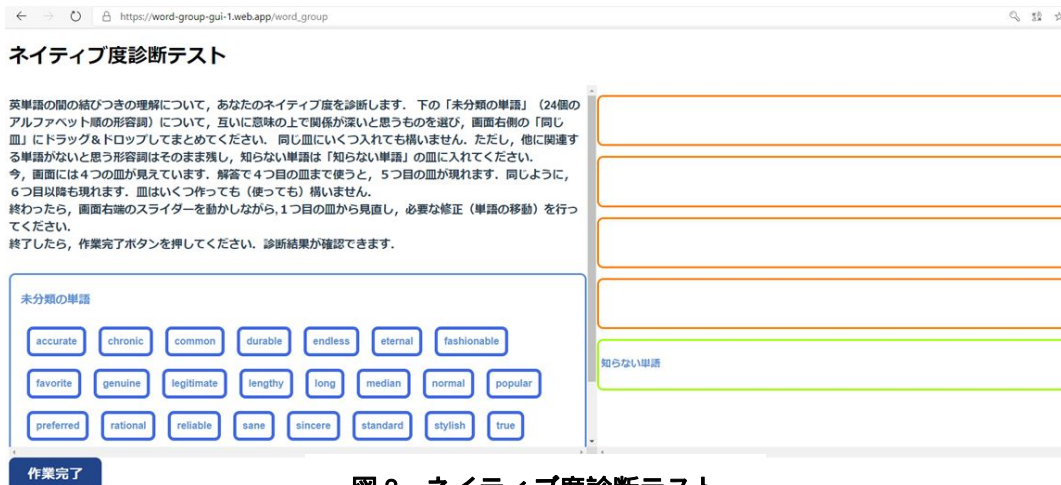 https://word-group-gui-1.web.app/word_group
ネイティブ度診断テスト
英単語の間の結びつきの理解について，あなたのネイティブ度を診断します． 下の「未分類の単語」（24個の
アルファベット順の形容詞）について，互いに意味の上で関係が深いと思うものを選び，画面右側の「同じ
皿」にドラッグ＆ドロップしてまとめてください． 同じ皿にいくつ入れても構いません．ただし，他に関連す
る単語がないと思う形容詞はそのまま残し，知らない単語は「知らない単語」の皿に入れてください．
今，画面には４つの皿が見えています．解答で４つ目の皿まで使うと，５つ目の皿が現れます．同じように，
６つ目以降も現れます．皿はいくつ作っても（使っても）構いません．
終わったら，画面右端のスライダーを動かしながら,１つ目の皿から見直し，必要な修正（単語の移動）を行っ
てください．
終了したら，作業完了ボタンを押してください．診断結果が確認できます．
未分類の単語
accurate chronic common durable endless eternal fashionable
favorite genuine legitimate lengthy long median normal popular
preferred rational reliable sane sincere standard stylish true
知らない単語
作業完了
ネイティブ度診断テスト